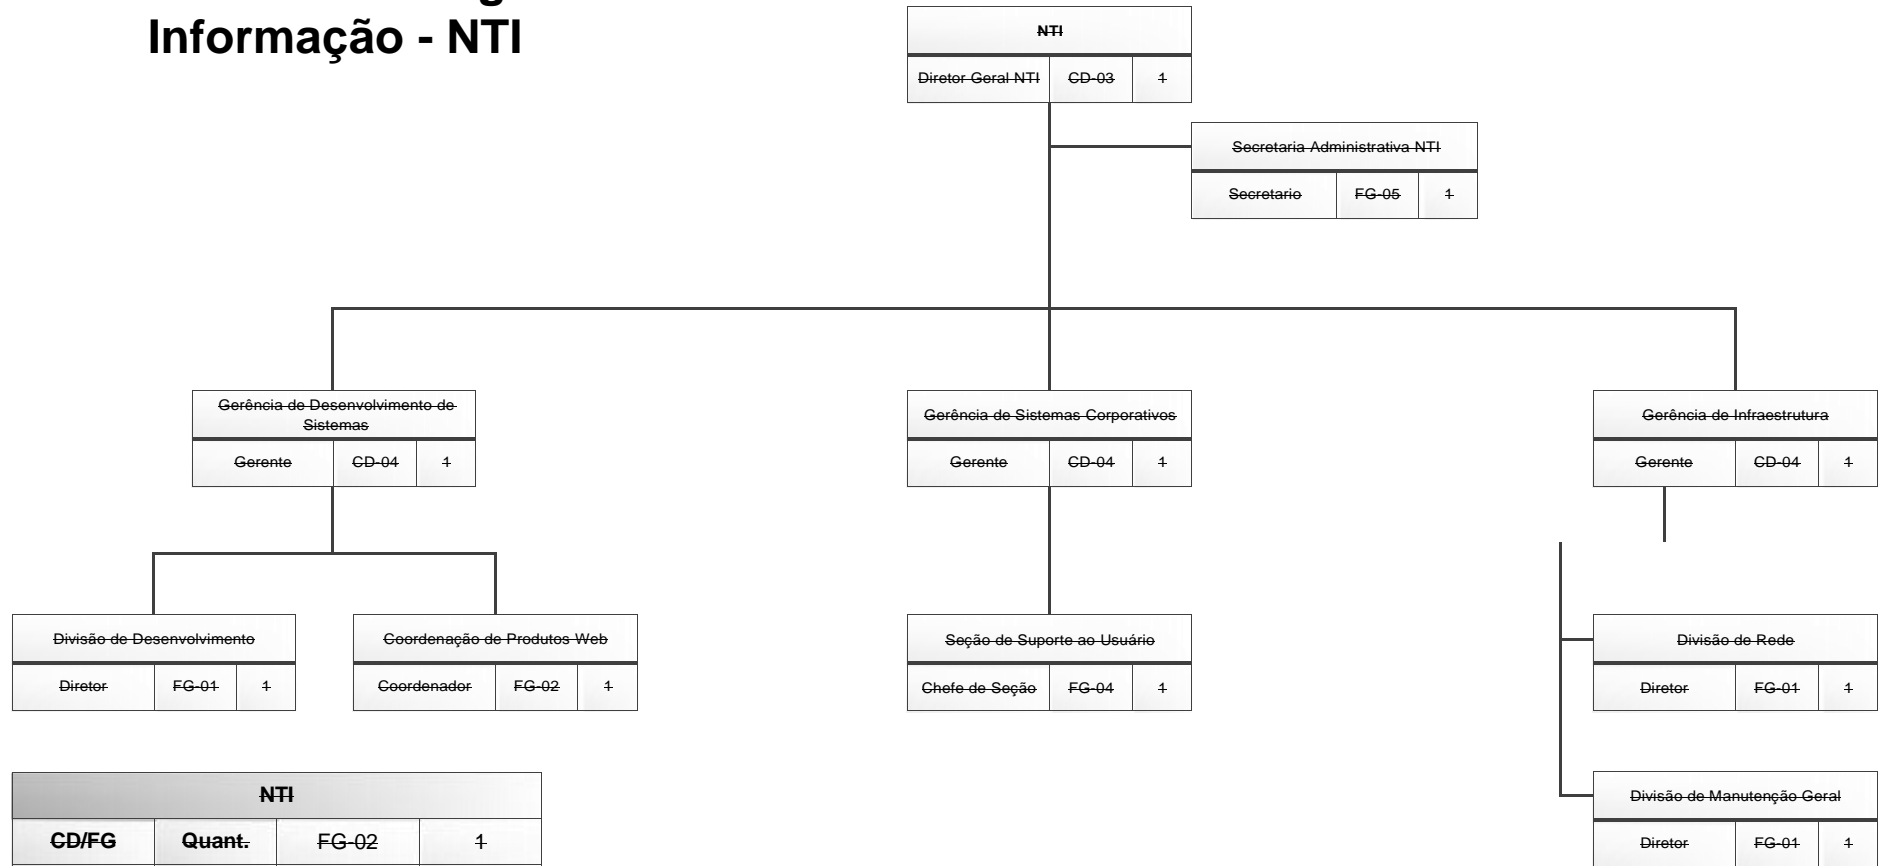 Informação - NTI
NTI
Diretor Geral NTI CD-03 1
Secretaria Administrativa NTI
Secretario FG-05 1
Gerência de Desenvolvimento de
Sistemas
Gerente CD-04 1
Gerência de Sistemas Corporativos
Gerente CD-04 1
Gerência de Infraestrutura
Gerente CD-04 1
Divisão de Desenvolvimento
Diretor FG-01 1
Coordenação de Produtos Web
Coordenador FG-02 1
Seção de Suporte ao Usuário
Chefe de Seção FG-04 1
Divisão de Rede
Diretor FG-01 1
Divisão de Manutenção Geral
Diretor FG-01 1
NTI
CD/FG Quant. FG-02 1